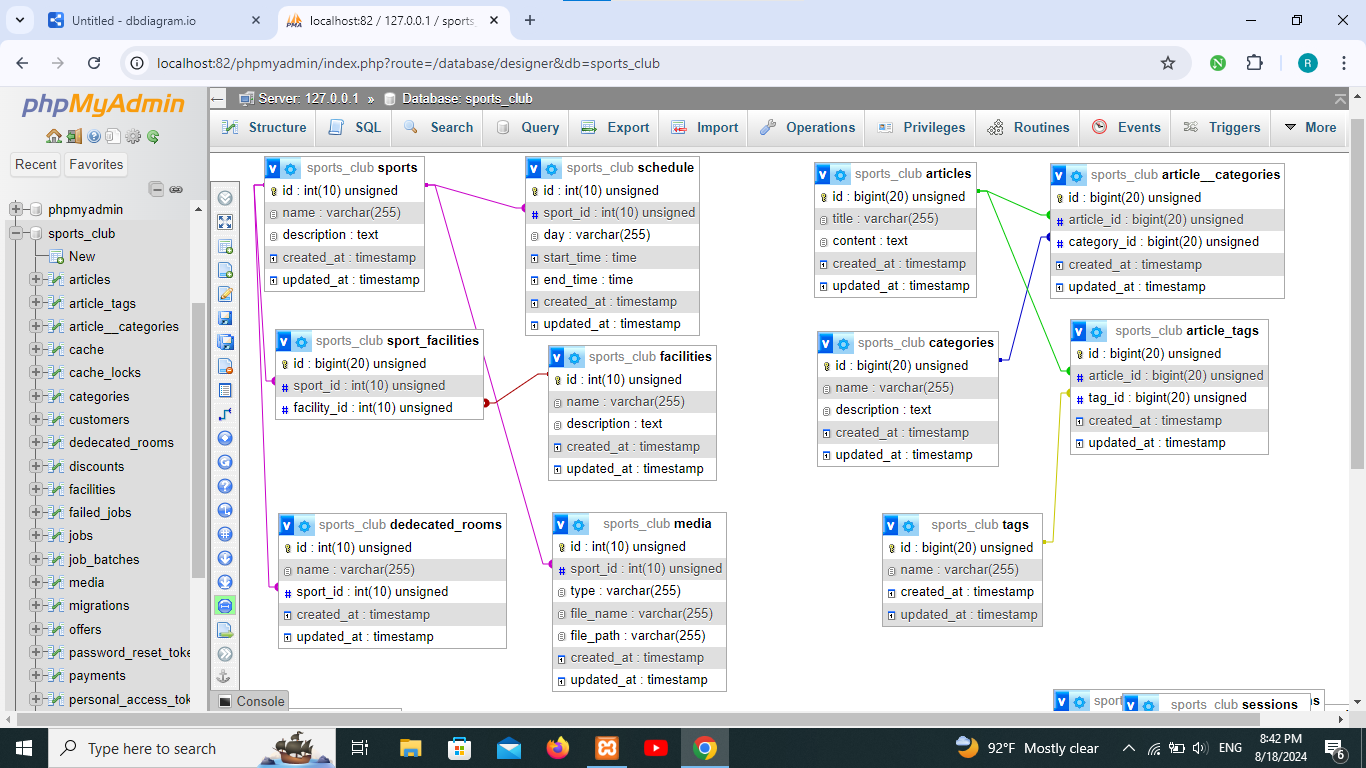 Untitled - dbdiagram.io
localhost:82 / 127.0.0.1 / sports_
localhost:82/phpmyadmin/index.php?route=/database/designer&db=sports_club
N
R
phpMyAdmin
Recent
Favorites
phpmyadmin
sports_club
New
articles
article_tags
article__categories
cache
cache_locks
categories
customers
dedecated_rooms
discounts
facilities
failed_jobs
jobs
job_batches
media
migrations
offers
password_reset_toke
payments
personal_access_tok
Server: 127.0.0.1 » Database: sports_club
Structure
SQL
Search
Query
Export
Import
Operations
Privileges
Routines
Events
Triggers
More
sports_club sports
id : int(10) unsigned
name : varchar(255)
description : text
created_at : timestamp
updated_at : timestamp
sports_club schedule
id : int(10) unsigned
sport_id : int(10) unsigned
day : varchar(255)
start_time : time
end_time : time
created_at : timestamp
updated_at : timestamp
sports_club articles
id : bigint(20) unsigned
title : varchar(255)
content : text
created_at : timestamp
updated_at : timestamp
sports_club article__categories
id : bigint(20) unsigned
article_id : bigint(20) unsigned
category_id : bigint(20) unsigned
created_at : timestamp
updated_at : timestamp
sports_club sport_facilities
id : bigint(20) unsigned
sport_id : int(10) unsigned
facility_id : int(10) unsigned
sports_club facilities
id : int(10) unsigned
name : varchar(255)
description : text
created_at : timestamp
updated_at : timestamp
sports_club categories
id : bigint(20) unsigned
name : varchar(255)
description : text
created_at : timestamp
updated_at : timestamp
sports_club article_tags
id : bigint(20) unsigned
article_id : bigint(20) unsigned
tag_id : bigint(20) unsigned
created_at : timestamp
updated_at : timestamp
sports_club dedecated_rooms
id : int(10) unsigned
name : varchar(255)
sport_id : int(10) unsigned
created_at : timestamp
updated_at : timestamp
sports_club media
id : int(10) unsigned
sport_id : int(10) unsigned
type : varchar(255)
file_name : varchar(255)
file_path : varchar(255)
created_at : timestamp
updated_at : timestamp
sports_club tags
id : bigint(20) unsigned
name : varchar(255)
created_at : timestamp
updated_at : timestamp
sports_club sessions
Console
Type here to search
92°F Mostly clear
ENG
8:42 PM
8/18/2024
6